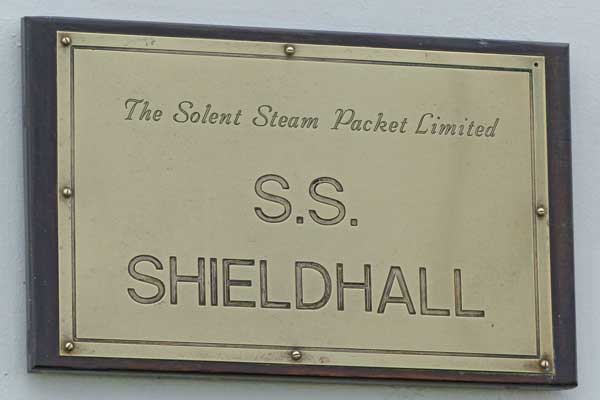 The Solent Steam Packet Limited
S.S.
SHIELDHALL